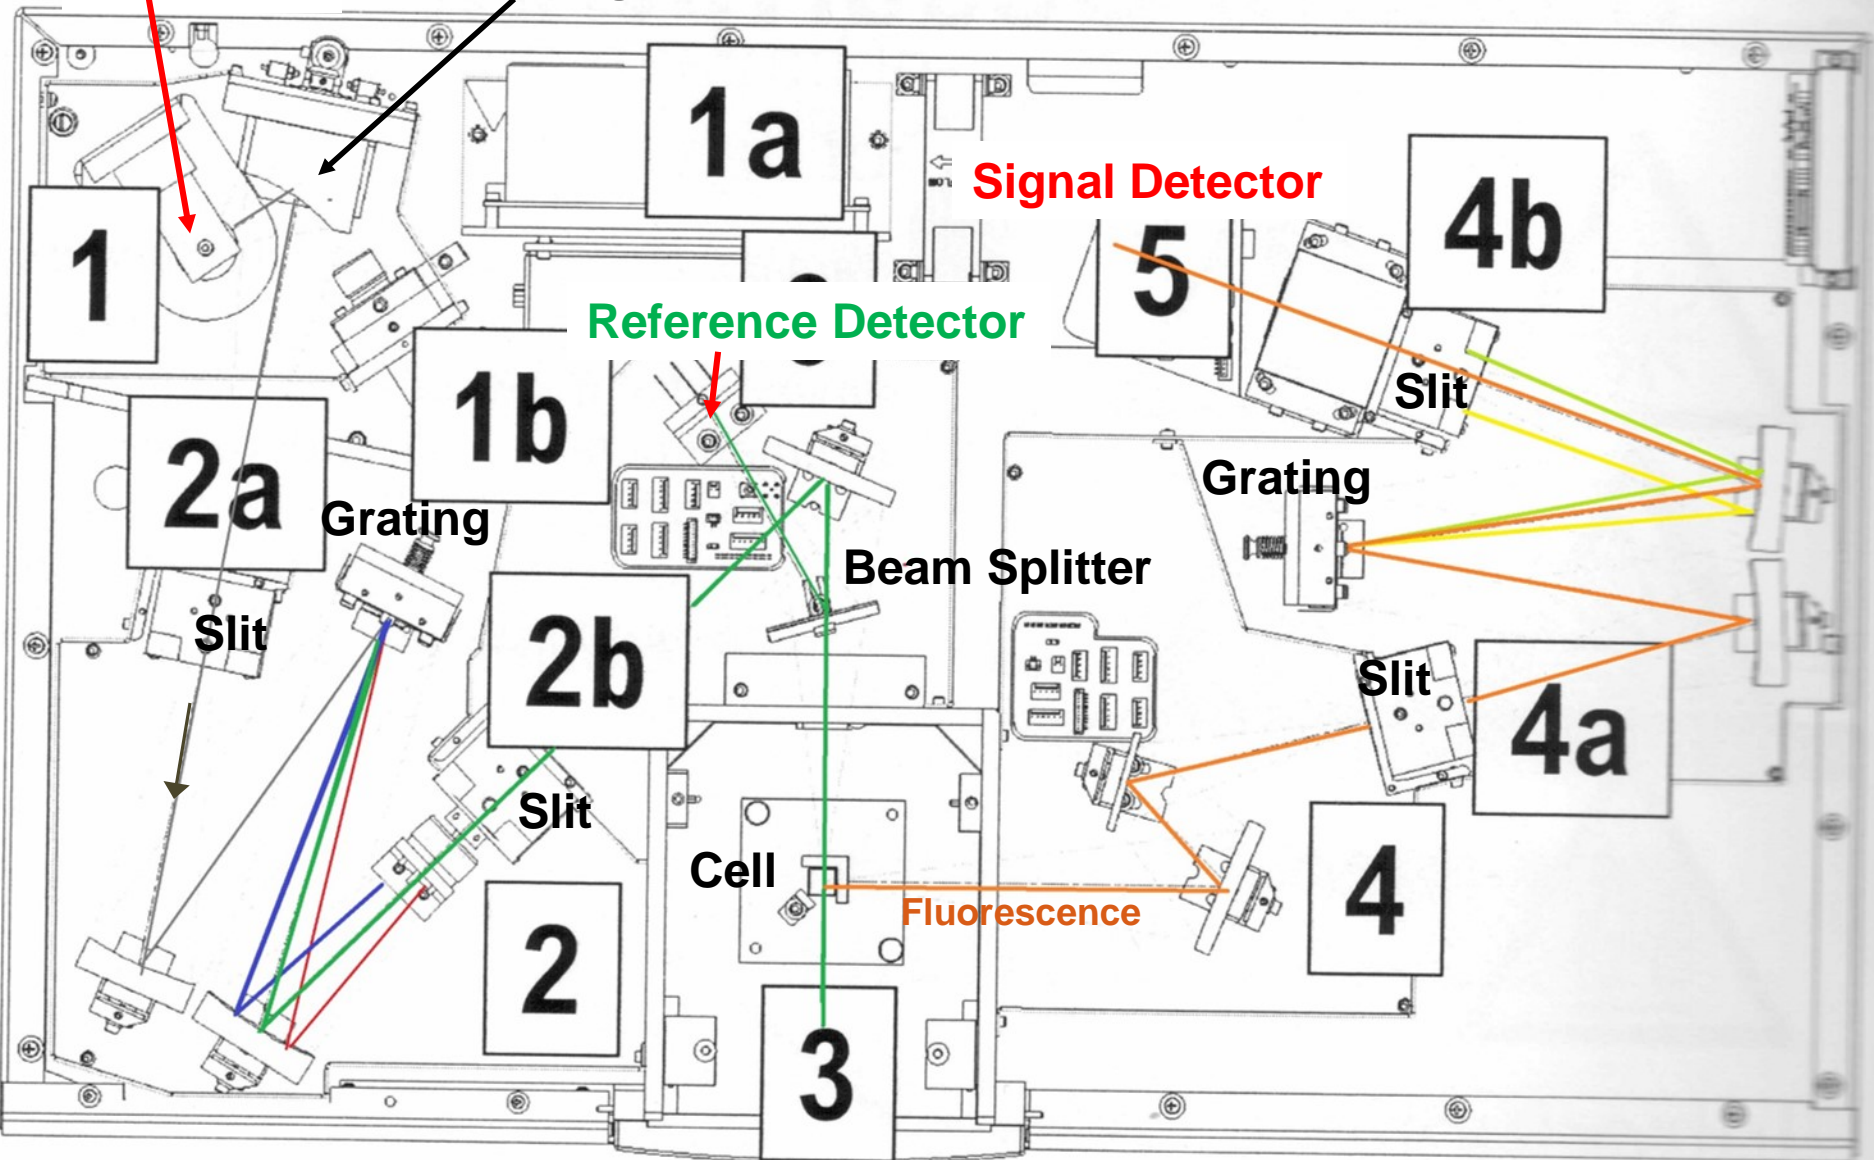 1a
Signal Detector
4b
1
5
Reference Detector
1b
Slit
2a
Grating
Grating
Beam Splitter
Slit
2b
Slit
4a
Slit
Cell
4
Fluorescence
2
3